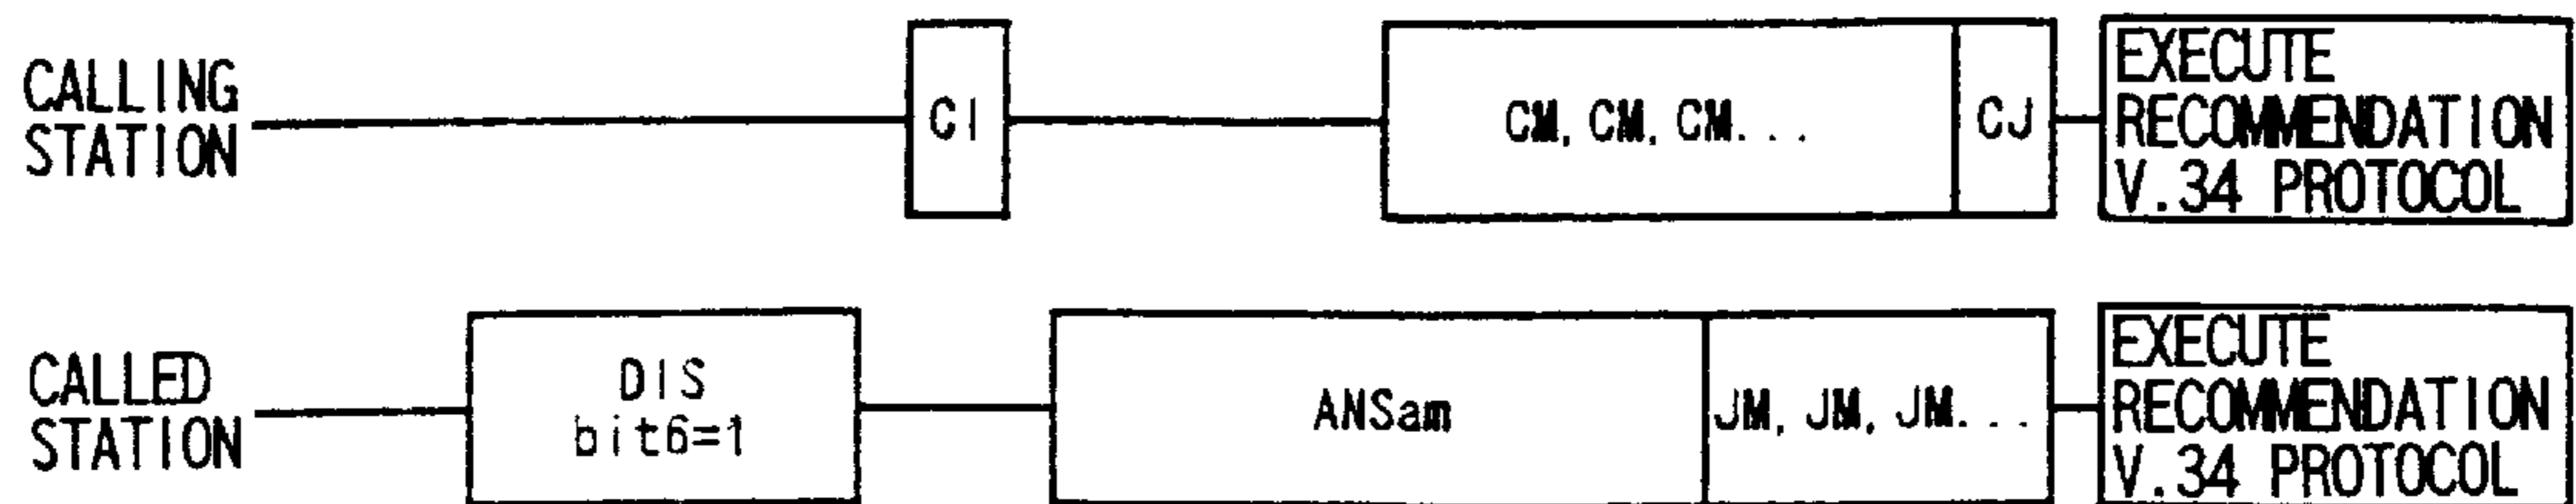 CALLING
STATION
CI
CM, CM, CM...
CJ
EXECUTE
RECOMMENDATION
V.34 PROTOCOL
CALLED
STATION
DIS
bit6=1
ANSam
JM, JM, JM...
EXECUTE
RECOMMENDATION
V.34 PROTOCOL